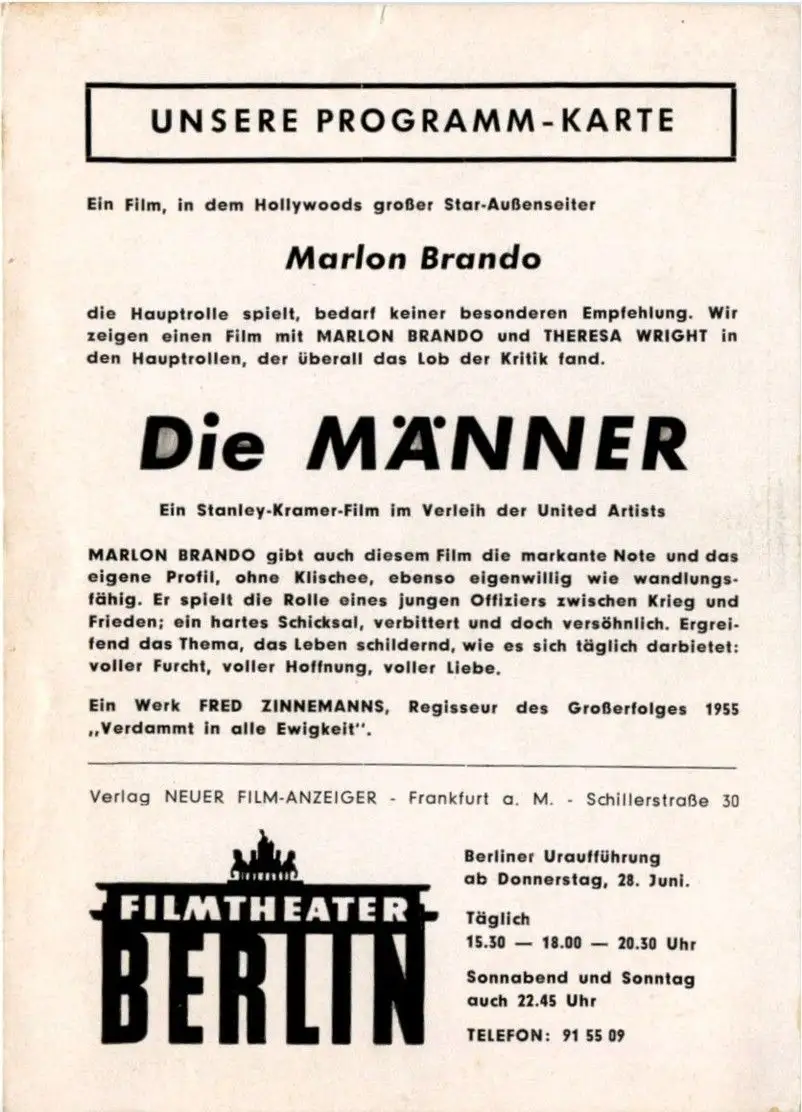 UNSERE PROGRAMM-KARTE
Ein Film, in dem Hollywoods großer Star-Außenseiter
Marlon Brando
die Hauptrolle spielt, bedarf keiner besonderen Empfehlung. Wir
zeigen einen Film mit MARLON BRANDO und THERESA WRIGHT in
den Hauptrollen, der überall das Lob der Kritik fand.
Die MÄNNER
Ein Stanley-Kramer-Film im Verleih der United Artists
MARLON BRANDO gibt auch diesem Film die markante Note und das
eigene Profil, ohne Klischee, ebenso eigenwillig wie wandlungs-
fähig. Er spielt die Rolle eines jungen Offiziers zwischen Krieg und
Frieden; ein hartes Schicksal, verbittert und doch versöhnlich. Ergrei-
fend das Thema, das Leben schildernd, wie es sich täglich darbietet:
voller Furcht, voller Hoffnung, voller Liebe.
Ein Werk FRED ZINNEMANNS, Regisseur des Großerfolges 1955
„Verdammt in alle Ewigkeit".
Verlag NEUER FILM-ANZEIGER - Frankfurt a. M. - Schillerstraße 30
FILMTHEATER
BERLIN
Berliner Uraufführung
ab Donnerstag, 28. Juni.
Täglich
15.30 — 18.00 — 20.30 Uhr
Sonnabend und Sonntag
auch 22.45 Uhr
TELEFON: 91 55 09